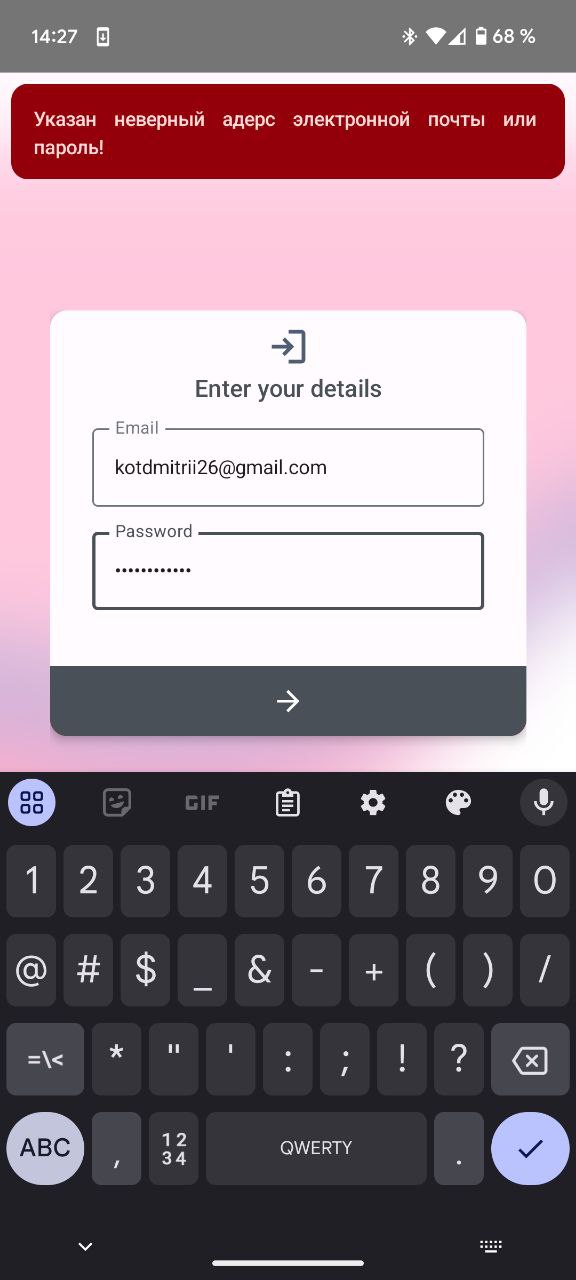 14:27
68 %
Указан неверный адерс электронной почты или
пароль!
Enter your details
Email
kotdmitrii26@gmail.com
Password
••••••••••••
GIF
1 2 3 4 5 6 7 8 9 0
@ # $ _ & - + ( ) /
=\< * " ' : ; ! ?
ABC , 12 34 QWERTY .